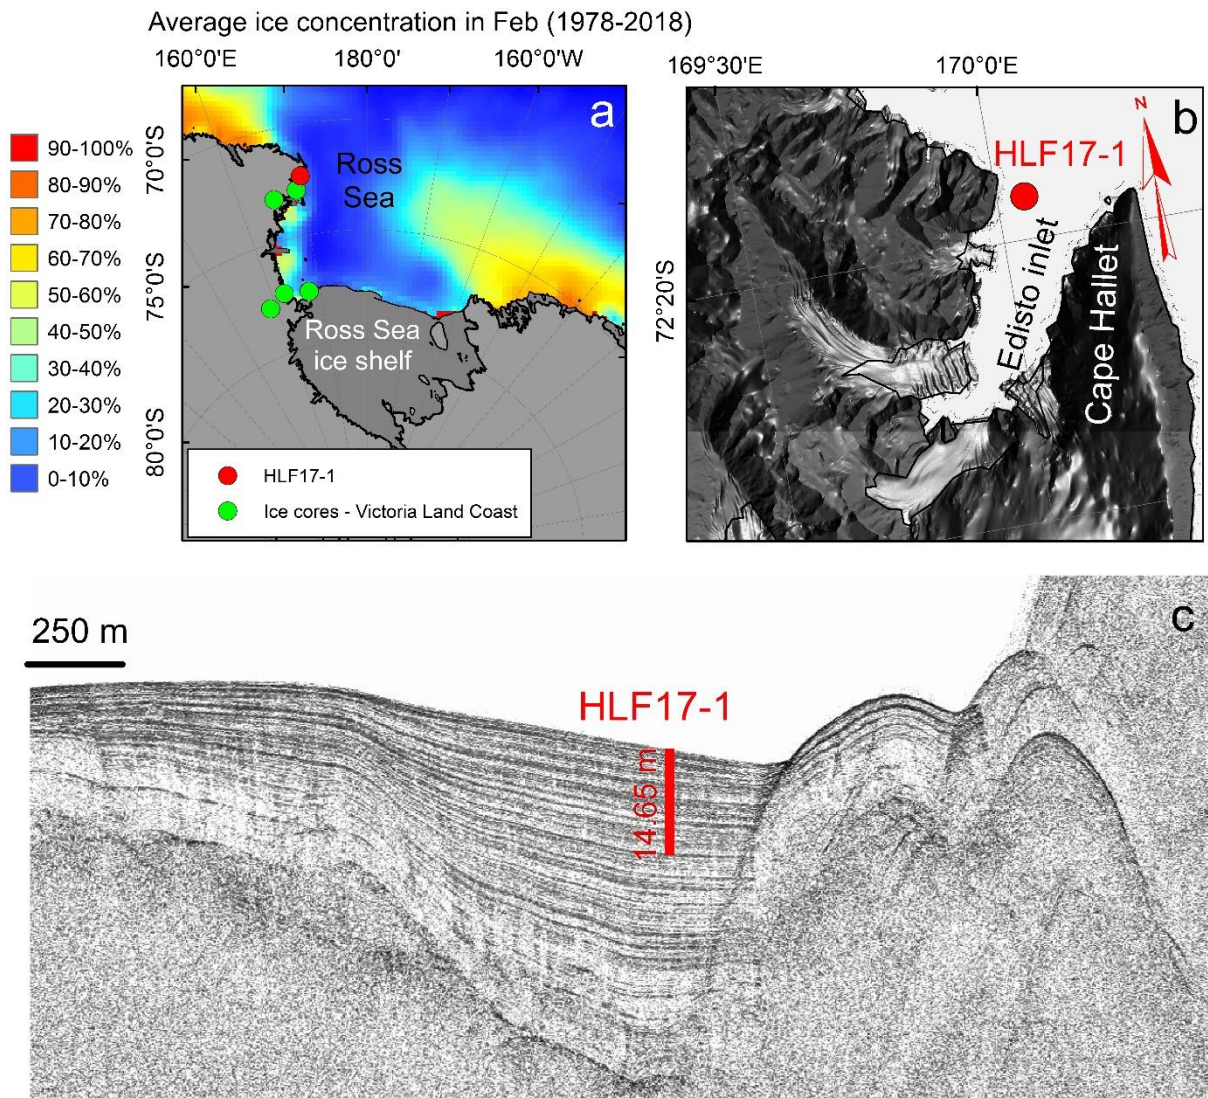 Average ice concentration in Feb (1978-2018)
160°0'E
180°0'
160°0'W
a
90-100%
80-90%
70-80%
60-70%
50-60%
40-50%
30-40%
20-30%
10-20%
0-10%
70°0'S
75°0'S
80°0'S
Ross
Sea
Ross Sea
ice shelf
HLF17-1
Ice cores - Victoria Land Coast
169°30'E
170°0'E
N
b
HLF17-1
72°20'S
Edisto inlet
Cape Hallet
250 m
c
HLF17-1
14.65 m